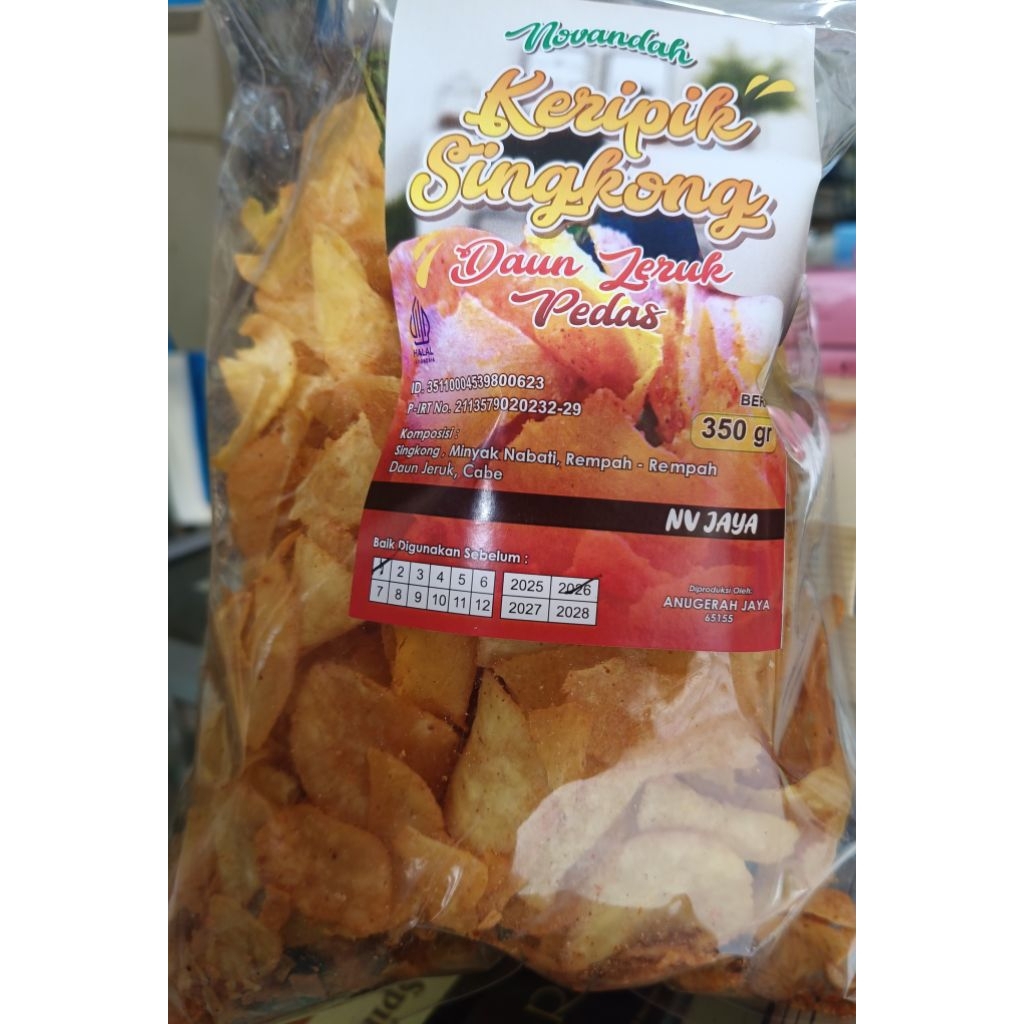 Novandah
Keripik
Singkong
Daun Jeruk
Pedas
HALAL
INDONESIA
ID. 35110004539800623
P-IRT No. 2113579020232-29
BER
350 gr
Komposisi :
Singkong , Minyak Nabati, Rempah - Rempah
Daun Jeruk, Cabe
NV JAYA
Baik Digunakan Sebelum :
1 2 3 4 5 6
7 8 9 10 11 12
2025 2026
2027 2028
Diproduksi Oleh:
ANUGERAH JAYA
65155